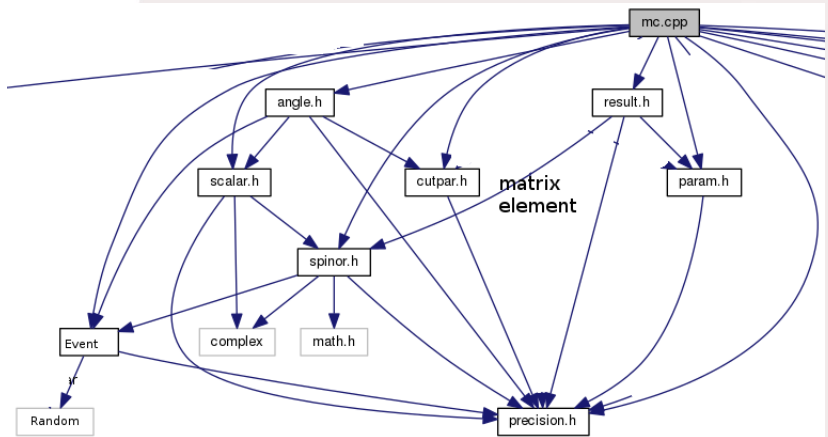 mc.cpp
angle.h
result.h
scalar.h
cutpar.h
matrix
element
param.h
spinor.h
Event
complex
math.h
Random
precision.h